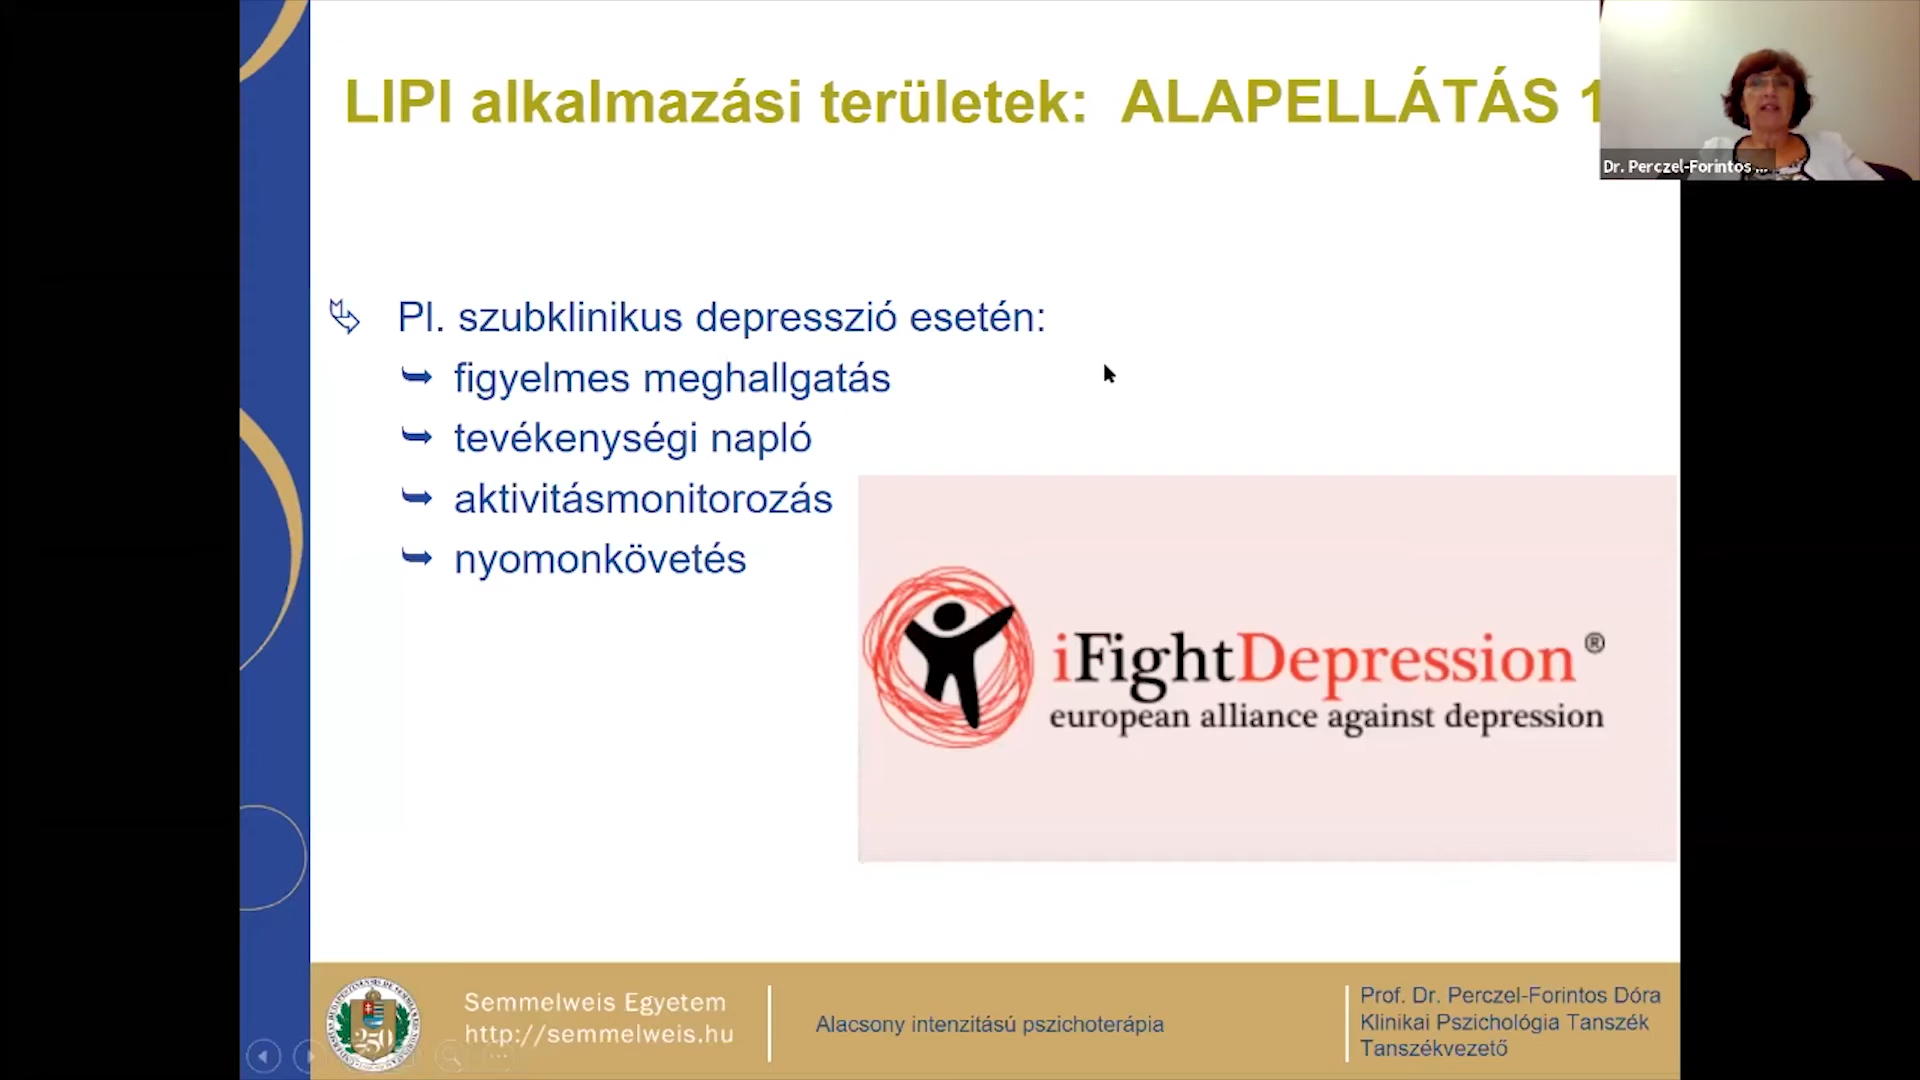 LIPI alkalmazási területek: ALAPELLÁTÁS 1
Dr. Perczel-Forintos ...
Pl. szubklinikus depresszió esetén:
figyelmes meghallgatás
tevékenységi napló
aktivitásmonitorozás
nyomonkövetés
iFightDepression®
european alliance against depression
250
Semmelweis Egyetem
http://semmelweis.hu
Alacsony intenzitású pszichoterápia
Prof. Dr. Perczel-Forintos Dóra
Klinikai Pszichológia Tanszék
Tanszékvezető